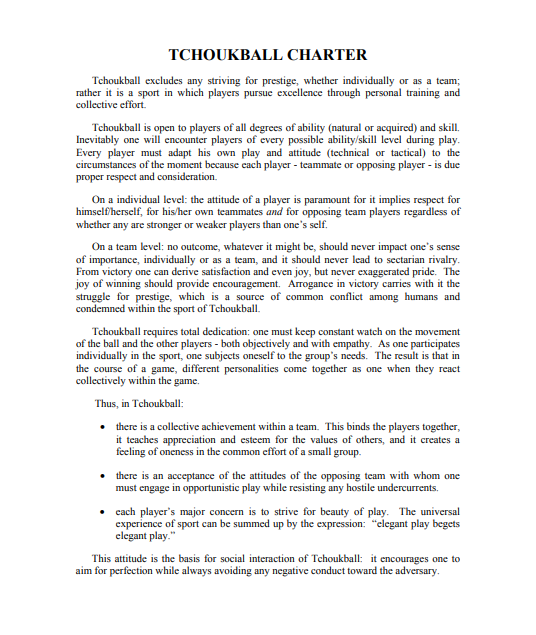 TCHOUKBALL CHARTER
Tchoukball excludes any striving for prestige, whether individually or as a team;
rather it is a sport in which players pursue excellence through personal training and
collective effort.
Tchoukball is open to players of all degrees of ability (natural or acquired) and skill.
Inevitably one will encounter players of every possible ability/skill level during play.
Every player must adapt his own play and attitude (technical or tactical) to the
circumstances of the moment because each player - teammate or opposing player - is due
proper respect and consideration.
On a individual level: the attitude of a player is paramount for it implies respect for
himself/herself, for his/her own teammates and for opposing team players regardless of
whether any are stronger or weaker players than one's self.
On a team level: no outcome, whatever it might be, should never impact one's sense
of importance, individually or as a team, and it should never lead to sectarian rivalry.
From victory one can derive satisfaction and even joy, but never exaggerated pride. The
joy of winning should provide encouragement. Arrogance in victory carries with it the
struggle for prestige, which is a source of common conflict among humans and
condemned within the sport of Tchoukball.
Tchoukball requires total dedication: one must keep constant watch on the movement
of the ball and the other players - both objectively and with empathy. As one participates
individually in the sport, one subjects oneself to the group's needs. The result is that in
the course of a game, different personalities come together as one when they react
collectively within the game.
Thus, in Tchoukball:
• there is a collective achievement within a team. This binds the players together,
it teaches appreciation and esteem for the values of others, and it creates a
feeling of oneness in the common effort of a small group.
• there is an acceptance of the attitudes of the opposing team with whom one
must engage in opportunistic play while resisting any hostile undercurrents.
• each player's major concern is to strive for beauty of play. The universal
experience of sport can be summed up by the expression: "elegant play begets
elegant play."
This attitude is the basis for social interaction of Tchoukball: it encourages one to
aim for perfection while always avoiding any negative conduct toward the adversary.